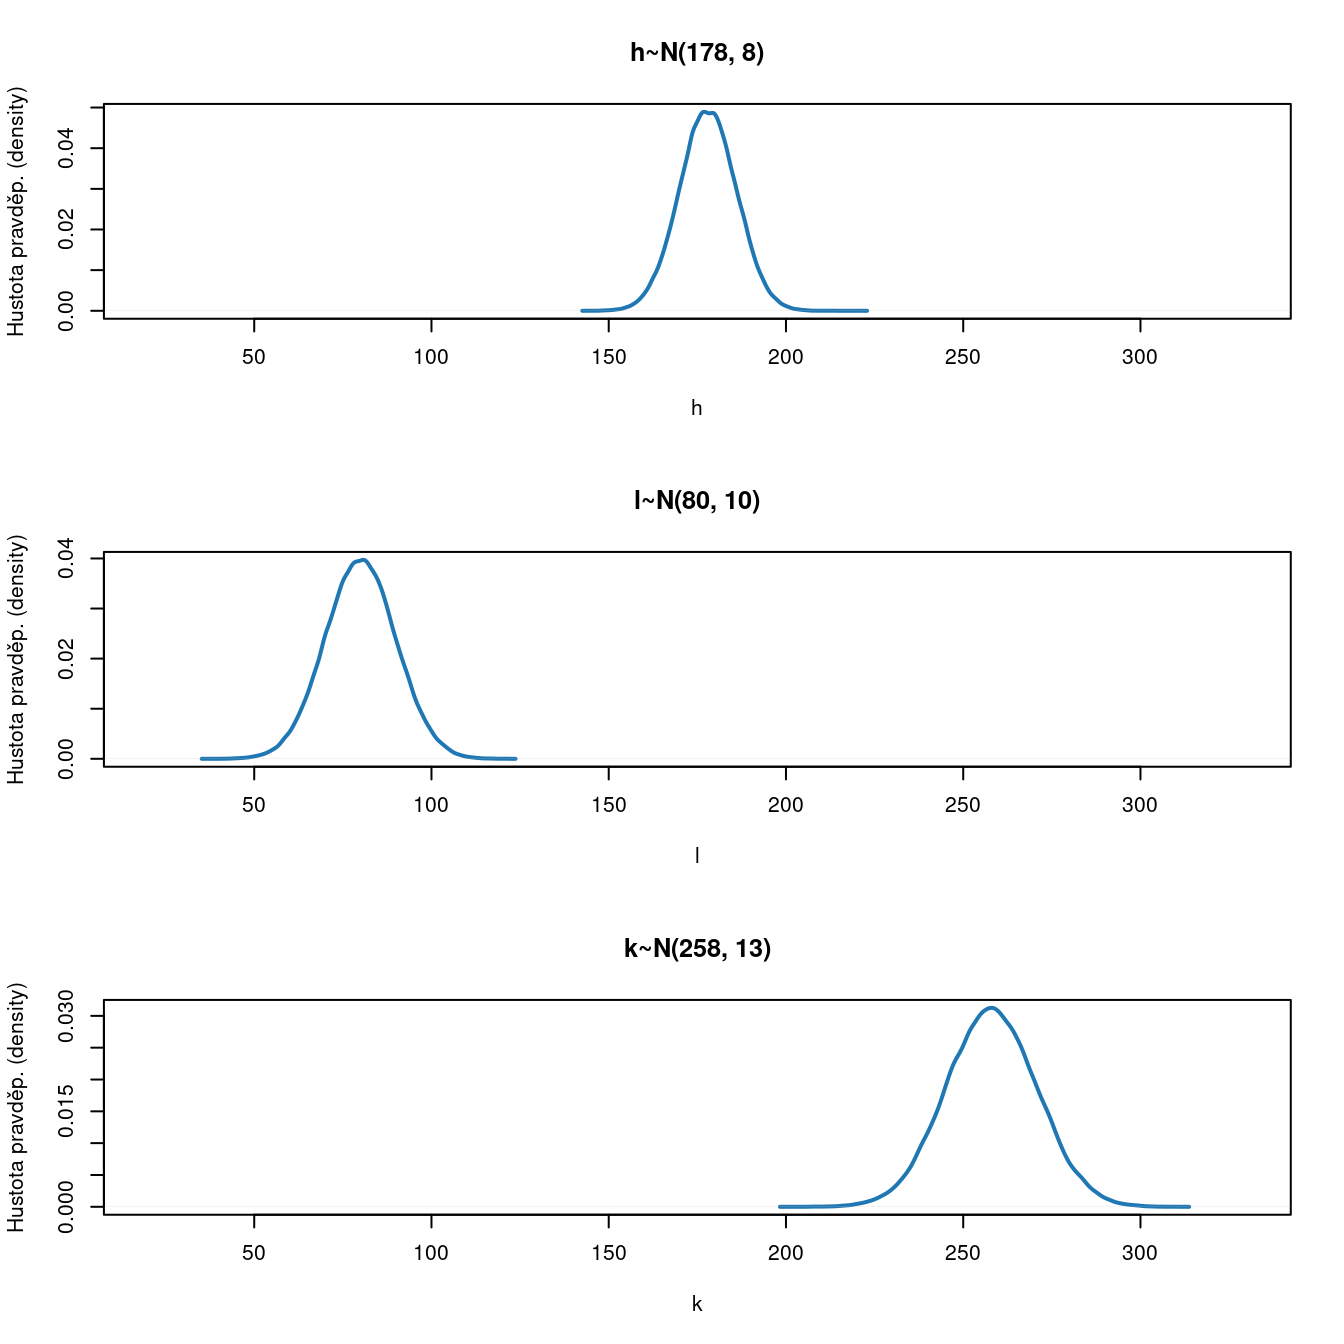 h~N(178, 8)
Hustota pravděp. (density)
0.00 0.02 0.04
50 100 150 200 250 300
h
l~N(80, 10)
Hustota pravděp. (density)
0.00 0.02 0.04
50 100 150 200 250 300
l
k~N(258, 13)
Hustota pravděp. (density)
0.000 0.015 0.030
50 100 150 200 250 300
k